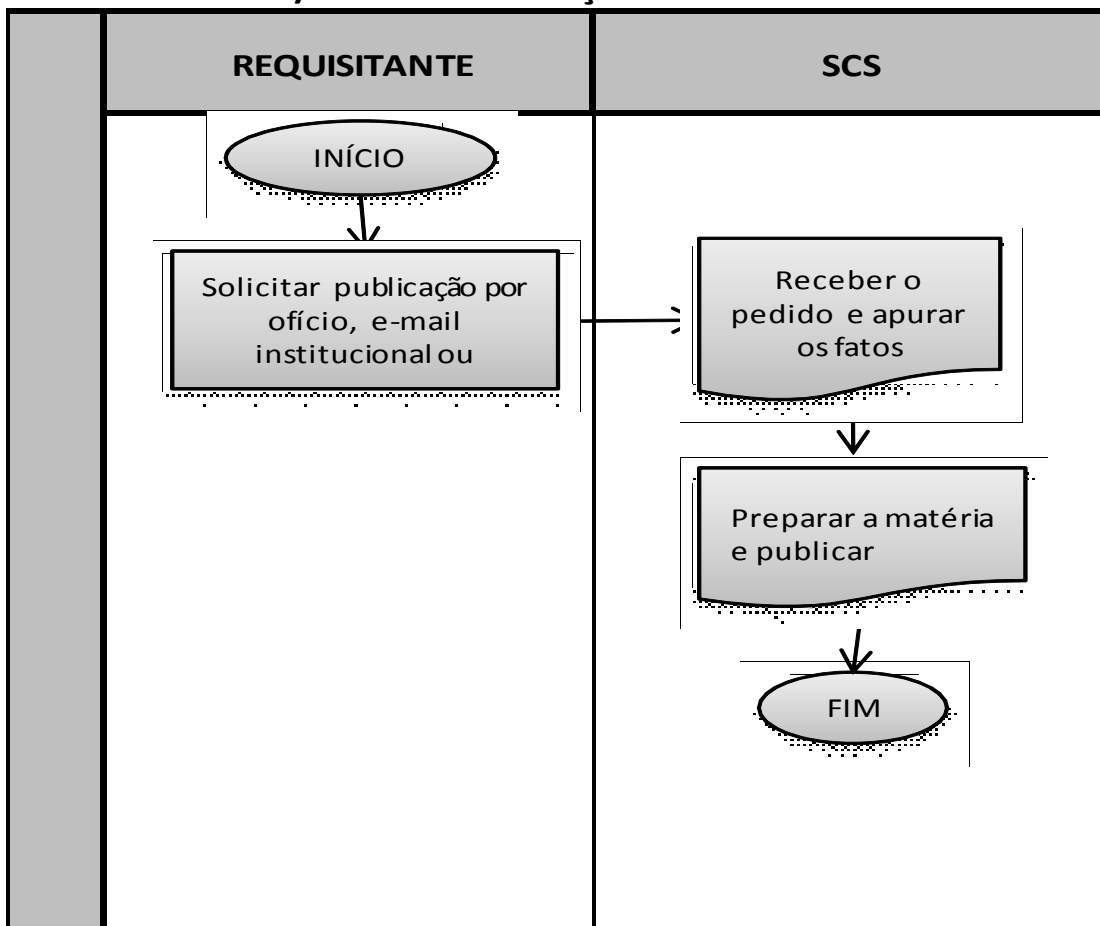 REQUISITANTE
SCS
INÍCIO
Solicitar publicação por
ofício, e-mail
institucional ou
Receber o
pedido e apurar
os fatos
Preparar a matéria
e publicar
FIM